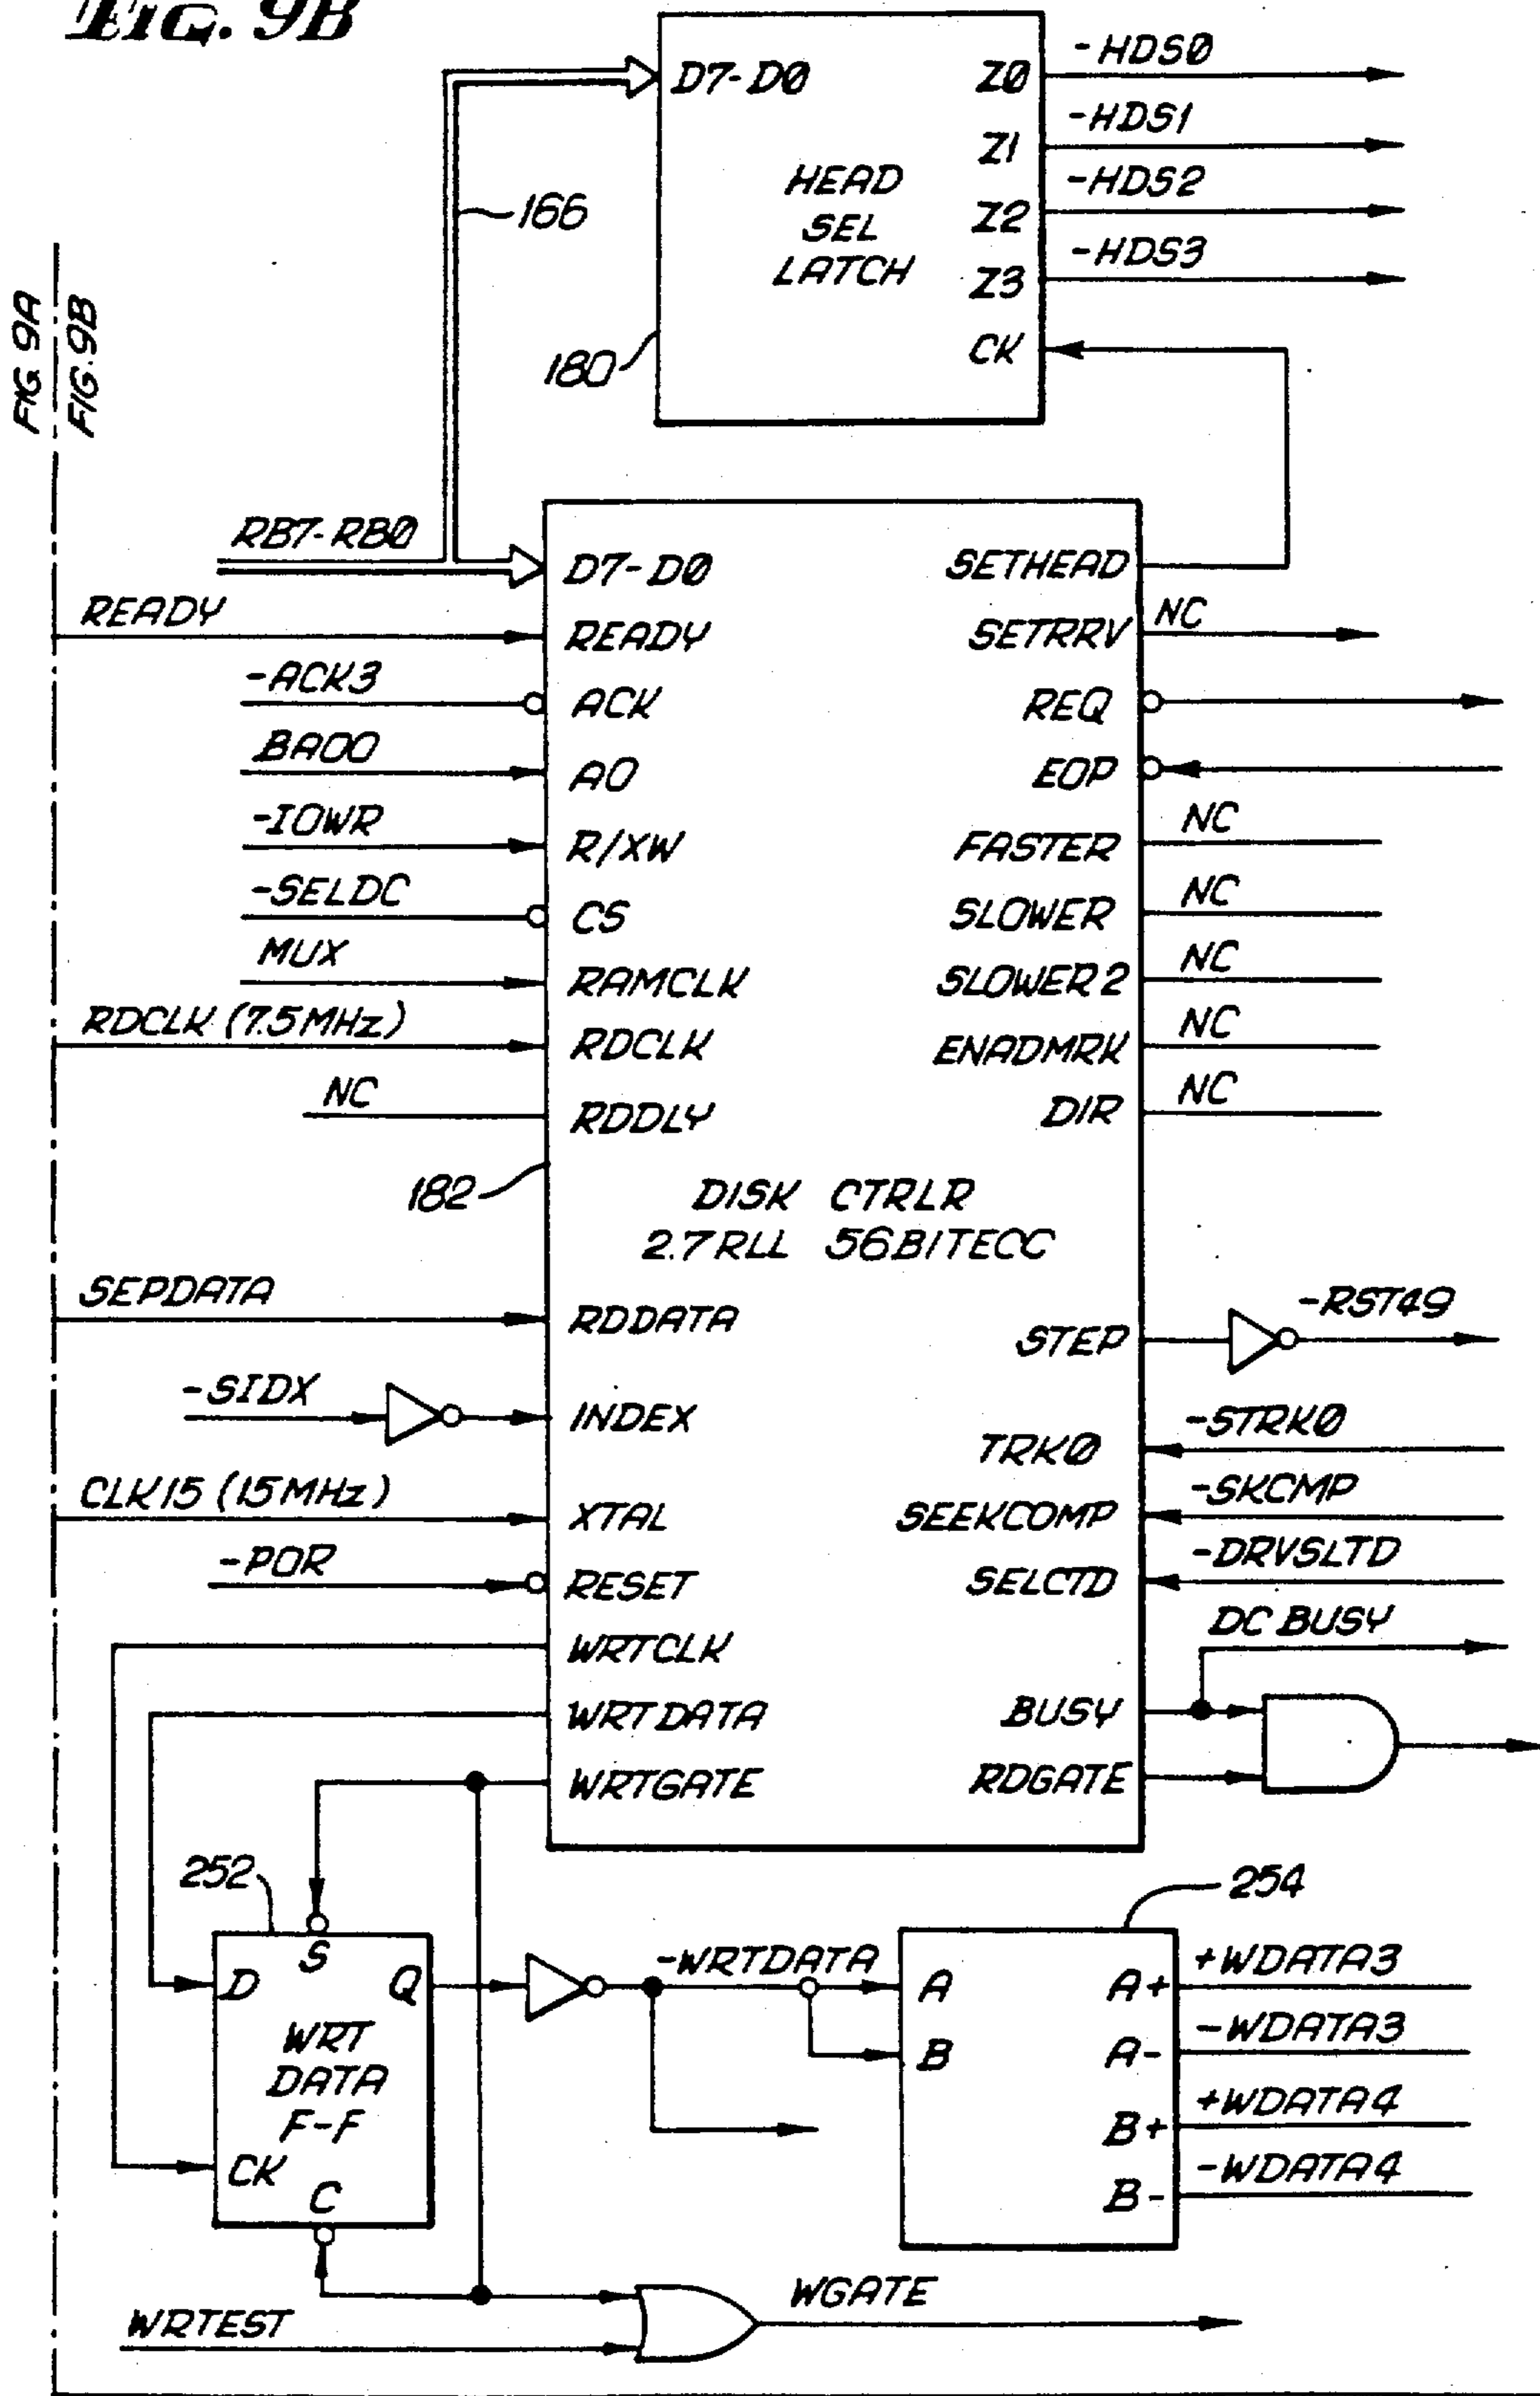 FIG. 9B
D7-D0
Z0
-HDS0
Z1
-HDS1
HEAD
SEL
LATCH
Z2
-HDS2
Z3
-HDS3
CK
166
180
FIG. 9A
FIG. 9B
RB7-RB0
D7-D0
SETHEAD
READY
READY
SETRRV
NC
-ACK3
ACK
REQ
BA00
A0
EOP
-IOWR
R/XW
FASTER
NC
-SELDC
CS
SLOWER
NC
MUX
RAMCLK
SLOWER 2
NC
RDCLK (7.5MHz)
RDCLK
ENADMRK
NC
NC
RDDLY
DIR
NC
182
DISK CTRLR
2.7RLL 56BITECC
SEPDATA
RDDATA
STEP
-RST49
-SIDX
INDEX
TRK0
-STRK0
CLK15 (15MHz)
XTAL
SEEKCOMP
-SKCMP
-POR
RESET
SELCTD
-DRVSLTD
WRTCLK
DC BUSY
WRTDATA
BUSY
WRTGATE
RDGATE
252
254
S
D
Q
WRT
DATA
F-F
CK
C
-WRTDATA
A
B
A+
+WDATA3
A-
-WDATA3
B+
+WDATA4
B-
-WDATA4
WRTEST
WGATE